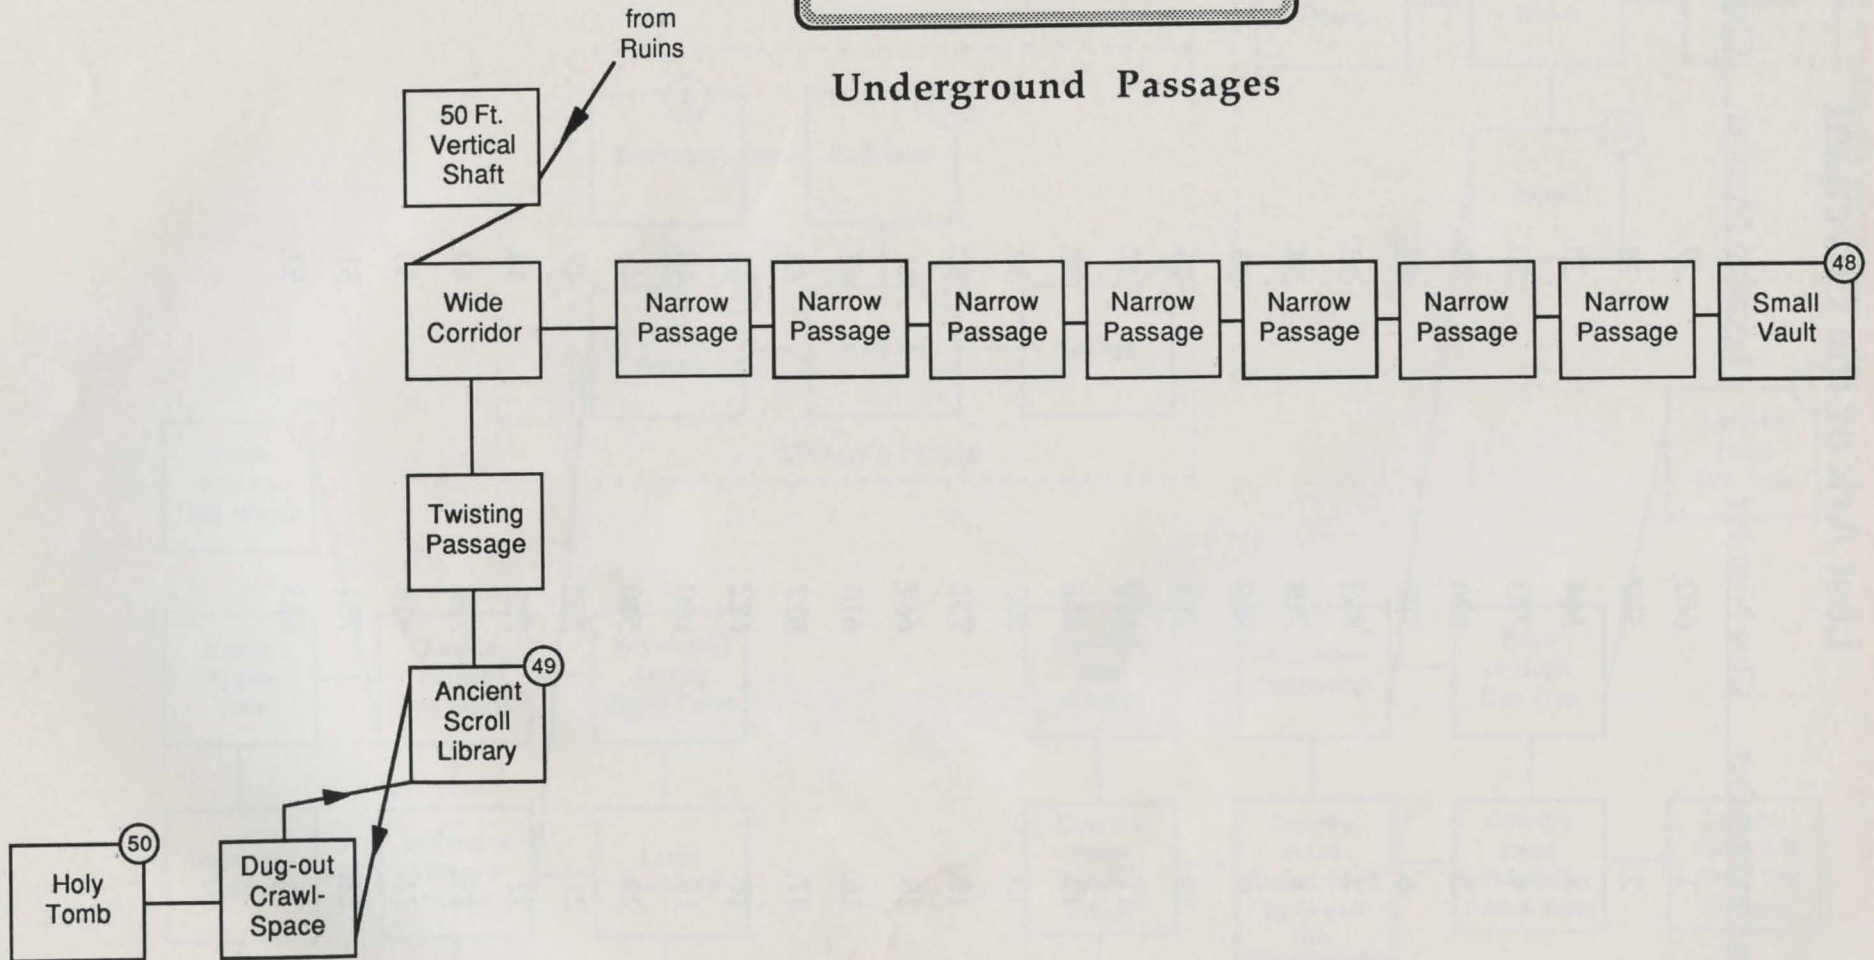 from
Ruins
Underground Passages
50 Ft.
Vertical
Shaft
Wide
Corridor
Narrow
Passage
Narrow
Passage
Narrow
Passage
Narrow
Passage
Narrow
Passage
Narrow
Passage
Narrow
Passage
48
Small
Vault
Twisting
Passage
49
Ancient
Scroll
Library
50
Holy
Tomb
Dug-out
Crawl-
Space